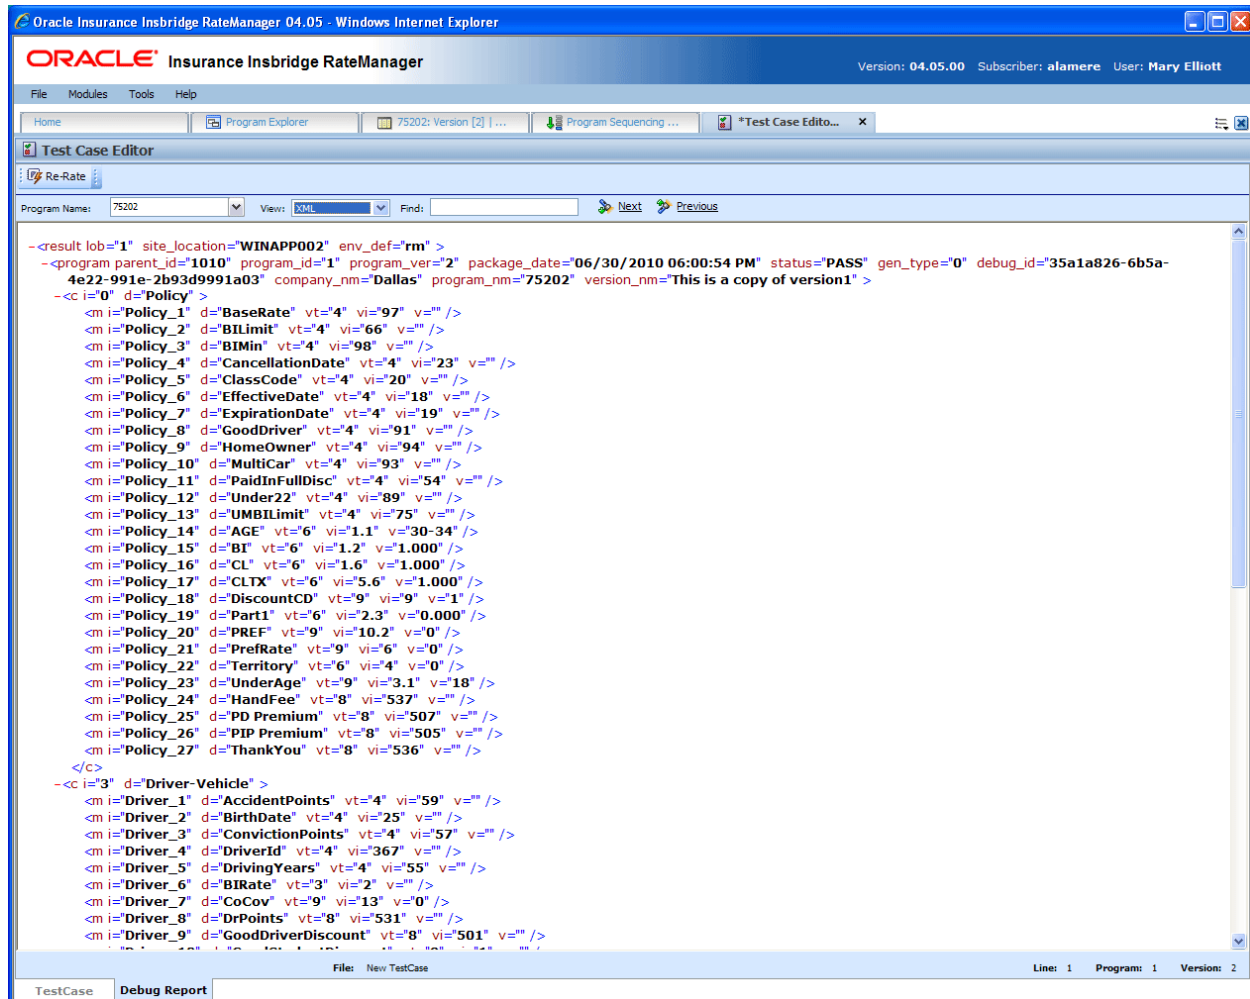 Oracle Insurance Insbridge RateManager 04.05 - Windows Internet Explorer
ORACLE Insurance Insbridge RateManager
Version: 04.05.00 Subscriber: alamere User: Mary Elliott
File Modules Tools Help
Home Program Explorer 75202: Version [2] | ... Program Sequencing ... *Test Case Edito... x
Test Case Editor
Re-Rate
Program Name: 75202 View: XML Find: Next Previous
-<result lob="1" site_location="WINAPP002" env_def="rm" >
-<program parent_id="1010" program_id="1" program_ver="2" package_date="06/30/2010 06:00:54 PM" status="PASS" gen_type="0" debug_id="35a1a826-6b5a-
4e22-991e-2b93d9991a03" company_nm="Dallas" program_nm="75202" version_nm="This is a copy of version1" >
-<c i="0" d="Policy" >
<m i="Policy_1" d="BaseRate" vt="4" vi="97" v="" />
<m i="Policy_2" d="BILimit" vt="4" vi="66" v="" />
<m i="Policy_3" d="BIMin" vt="4" vi="98" v="" />
<m i="Policy_4" d="CancellationDate" vt="4" vi="23" v="" />
<m i="Policy_5" d="ClassCode" vt="4" vi="20" v="" />
<m i="Policy_6" d="EffectiveDate" vt="4" vi="18" v="" />
<m i="Policy_7" d="ExpirationDate" vt="4" vi="19" v="" />
<m i="Policy_8" d="GoodDriver" vt="4" vi="91" v="" />
<m i="Policy_9" d="HomeOwner" vt="4" vi="94" v="" />
<m i="Policy_10" d="MultiCar" vt="4" vi="93" v="" />
<m i="Policy_11" d="PaidInFullDisc" vt="4" vi="54" v="" />
<m i="Policy_12" d="Under22" vt="4" vi="89" v="" />
<m i="Policy_13" d="UMBILimit" vt="4" vi="75" v="" />
<m i="Policy_14" d="AGE" vt="6" vi="1.1" v="30-34" />
<m i="Policy_15" d="BI" vt="6" vi="1.2" v="1.000" />
<m i="Policy_16" d="CL" vt="6" vi="1.6" v="1.000" />
<m i="Policy_17" d="CLTX" vt="6" vi="5.6" v="1.000" />
<m i="Policy_18" d="DiscountCD" vt="9" vi="9" v="1" />
<m i="Policy_19" d="Part1" vt="6" vi="2.3" v="0.000" />
<m i="Policy_20" d="PREF" vt="9" vi="10.2" v="0" />
<m i="Policy_21" d="PrefRate" vt="9" vi="6" v="0" />
<m i="Policy_22" d="Territory" vt="6" vi="4" v="0" />
<m i="Policy_23" d="UnderAge" vt="9" vi="3.1" v="18" />
<m i="Policy_24" d="HandFee" vt="8" vi="537" v="" />
<m i="Policy_25" d="PD Premium" vt="8" vi="507" v="" />
<m i="Policy_26" d="PIP Premium" vt="8" vi="505" v="" />
<m i="Policy_27" d="ThankYou" vt="8" vi="536" v="" />
</c>
-<c i="3" d="Driver-Vehicle" >
<m i="Driver_1" d="AccidentPoints" vt="4" vi="59" v="" />
<m i="Driver_2" d="BirthDate" vt="4" vi="25" v="" />
<m i="Driver_3" d="ConvictionPoints" vt="4" vi="57" v="" />
<m i="Driver_4" d="DriverId" vt="4" vi="367" v="" />
<m i="Driver_5" d="DrivingYears" vt="4" vi="55" v="" />
<m i="Driver_6" d="BIRate" vt="3" vi="2" v="" />
<m i="Driver_7" d="CoCov" vt="9" vi="13" v="0" />
<m i="Driver_8" d="DrPoints" vt="8" vi="531" v="" />
<m i="Driver_9" d="GoodDriverDiscount" vt="8" vi="501" v="" />
File: New TestCase Line: 1 Program: 1 Version: 2
TestCase Debug Report